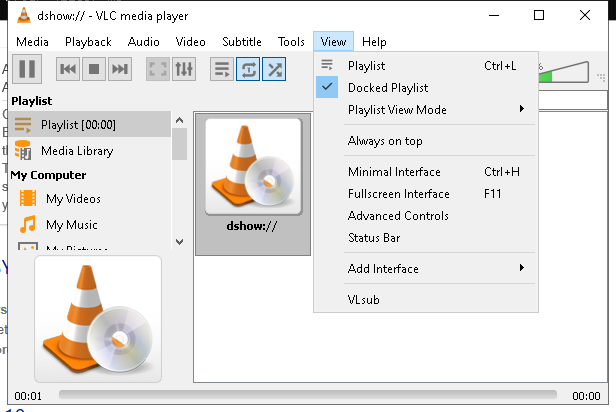 dshow:// - VLC media player
Media Playback Audio Video Subtitle Tools View Help
Playlist
Playlist [00:00]
Media Library
My Computer
My Videos
My Music
My Pictures
dshow://
Playlist Ctrl+L
Docked Playlist
Playlist View Mode
Always on top
Minimal Interface Ctrl+H
Fullscreen Interface F11
Advanced Controls
Status Bar
Add Interface
VLsub
%
00:01 00:00